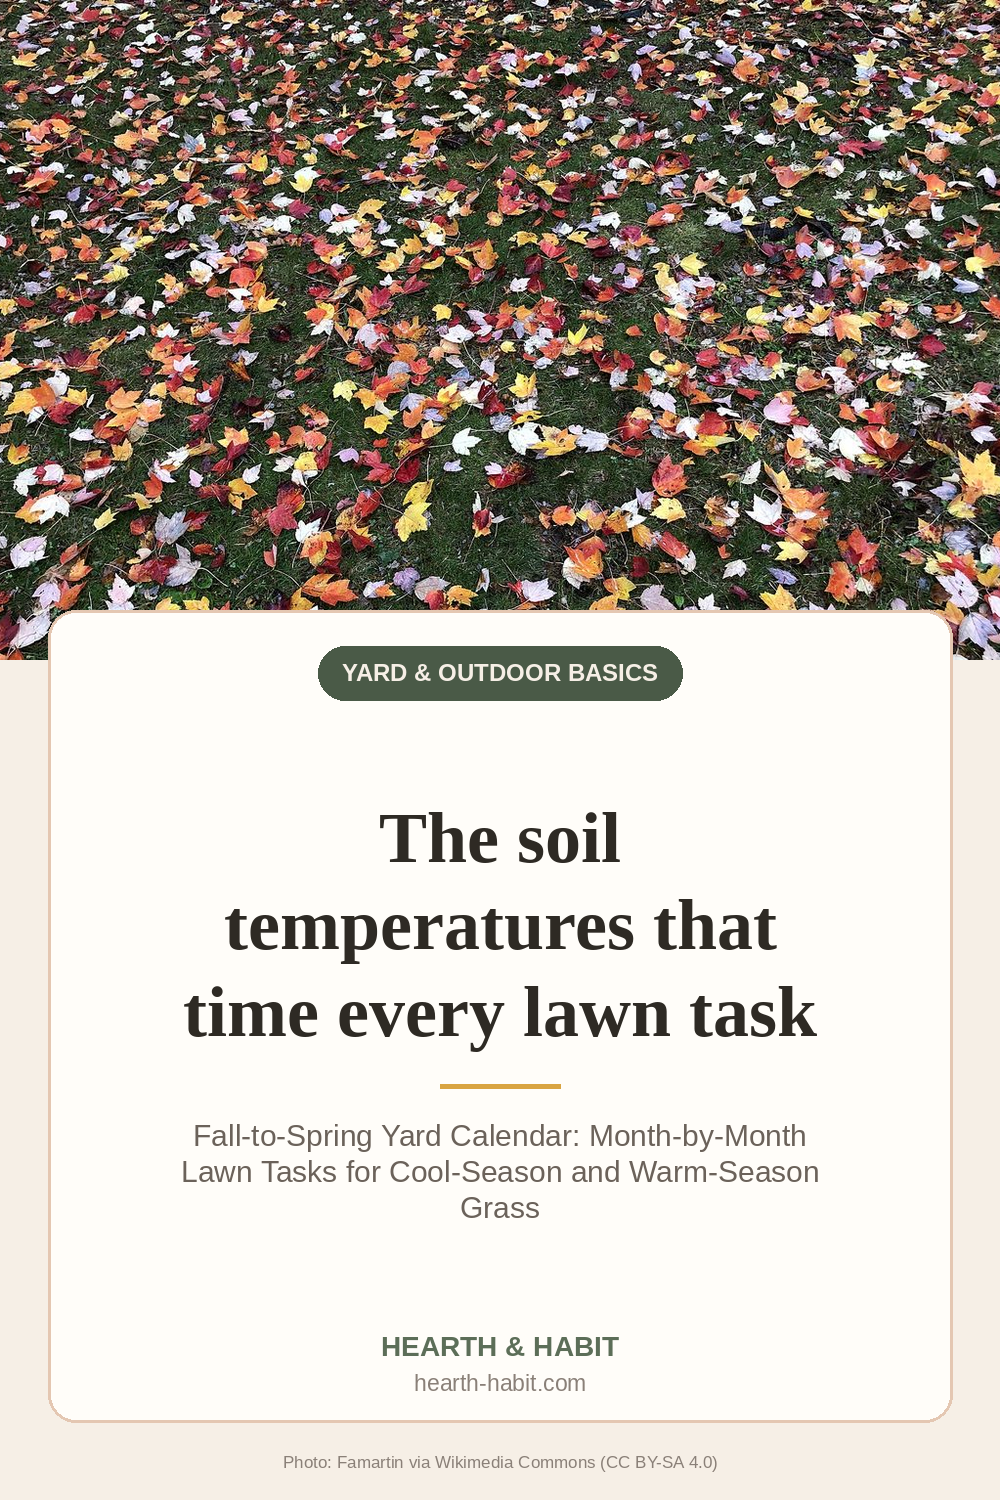 YARD & OUTDOOR BASICS
The soil
temperatures that
time every lawn task
Fall-to-Spring Yard Calendar: Month-by-Month
Lawn Tasks for Cool-Season and Warm-Season
Grass
HEARTH & HABIT
hearth-habit.com
Photo: Famartin via Wikimedia Commons (CC BY-SA 4.0)